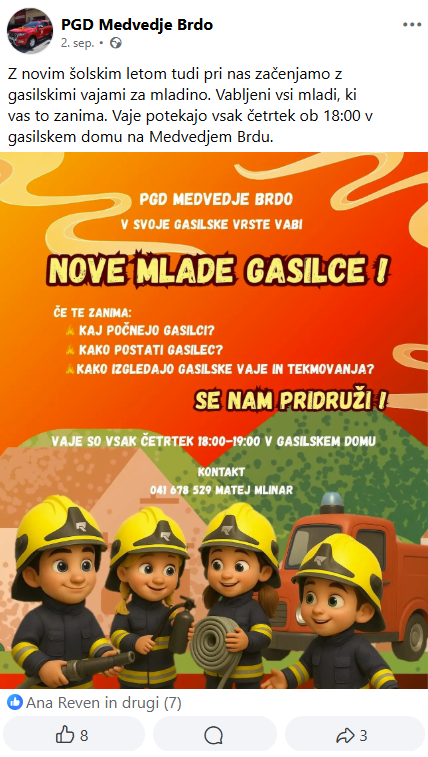 PGD Medvedje Brdo
2. sep.
Z novim šolskim letom tudi pri nas začenjamo z
gasilskimi vajami za mladino. Vabljeni vsi mladi, ki
vas to zanima. Vaje potekajo vsak četrtek ob 18:00 v
gasilskem domu na Medvedjem Brdu.
PGD MEDVEDJE BRDO
V SVOJE GASILSKE VRSTE VABI
NOVE MLADE GASILCE !
ČE TE ZANIMA:
KAJ POČNEJO GASILCI?
KAKO POSTATI GASILEC?
KAKO IZGLEDAJO GASILSKE VAJE IN TEKMOVANJA?
SE NAM PRIDRUŽI !
VAJE SO VSAK ČETRTEK 18:00-19:00 V GASILSKEM DOMU
KONTAKT
041 678 529 MATEJ MLINAR
Ana Reven in drugi (7)
8
3